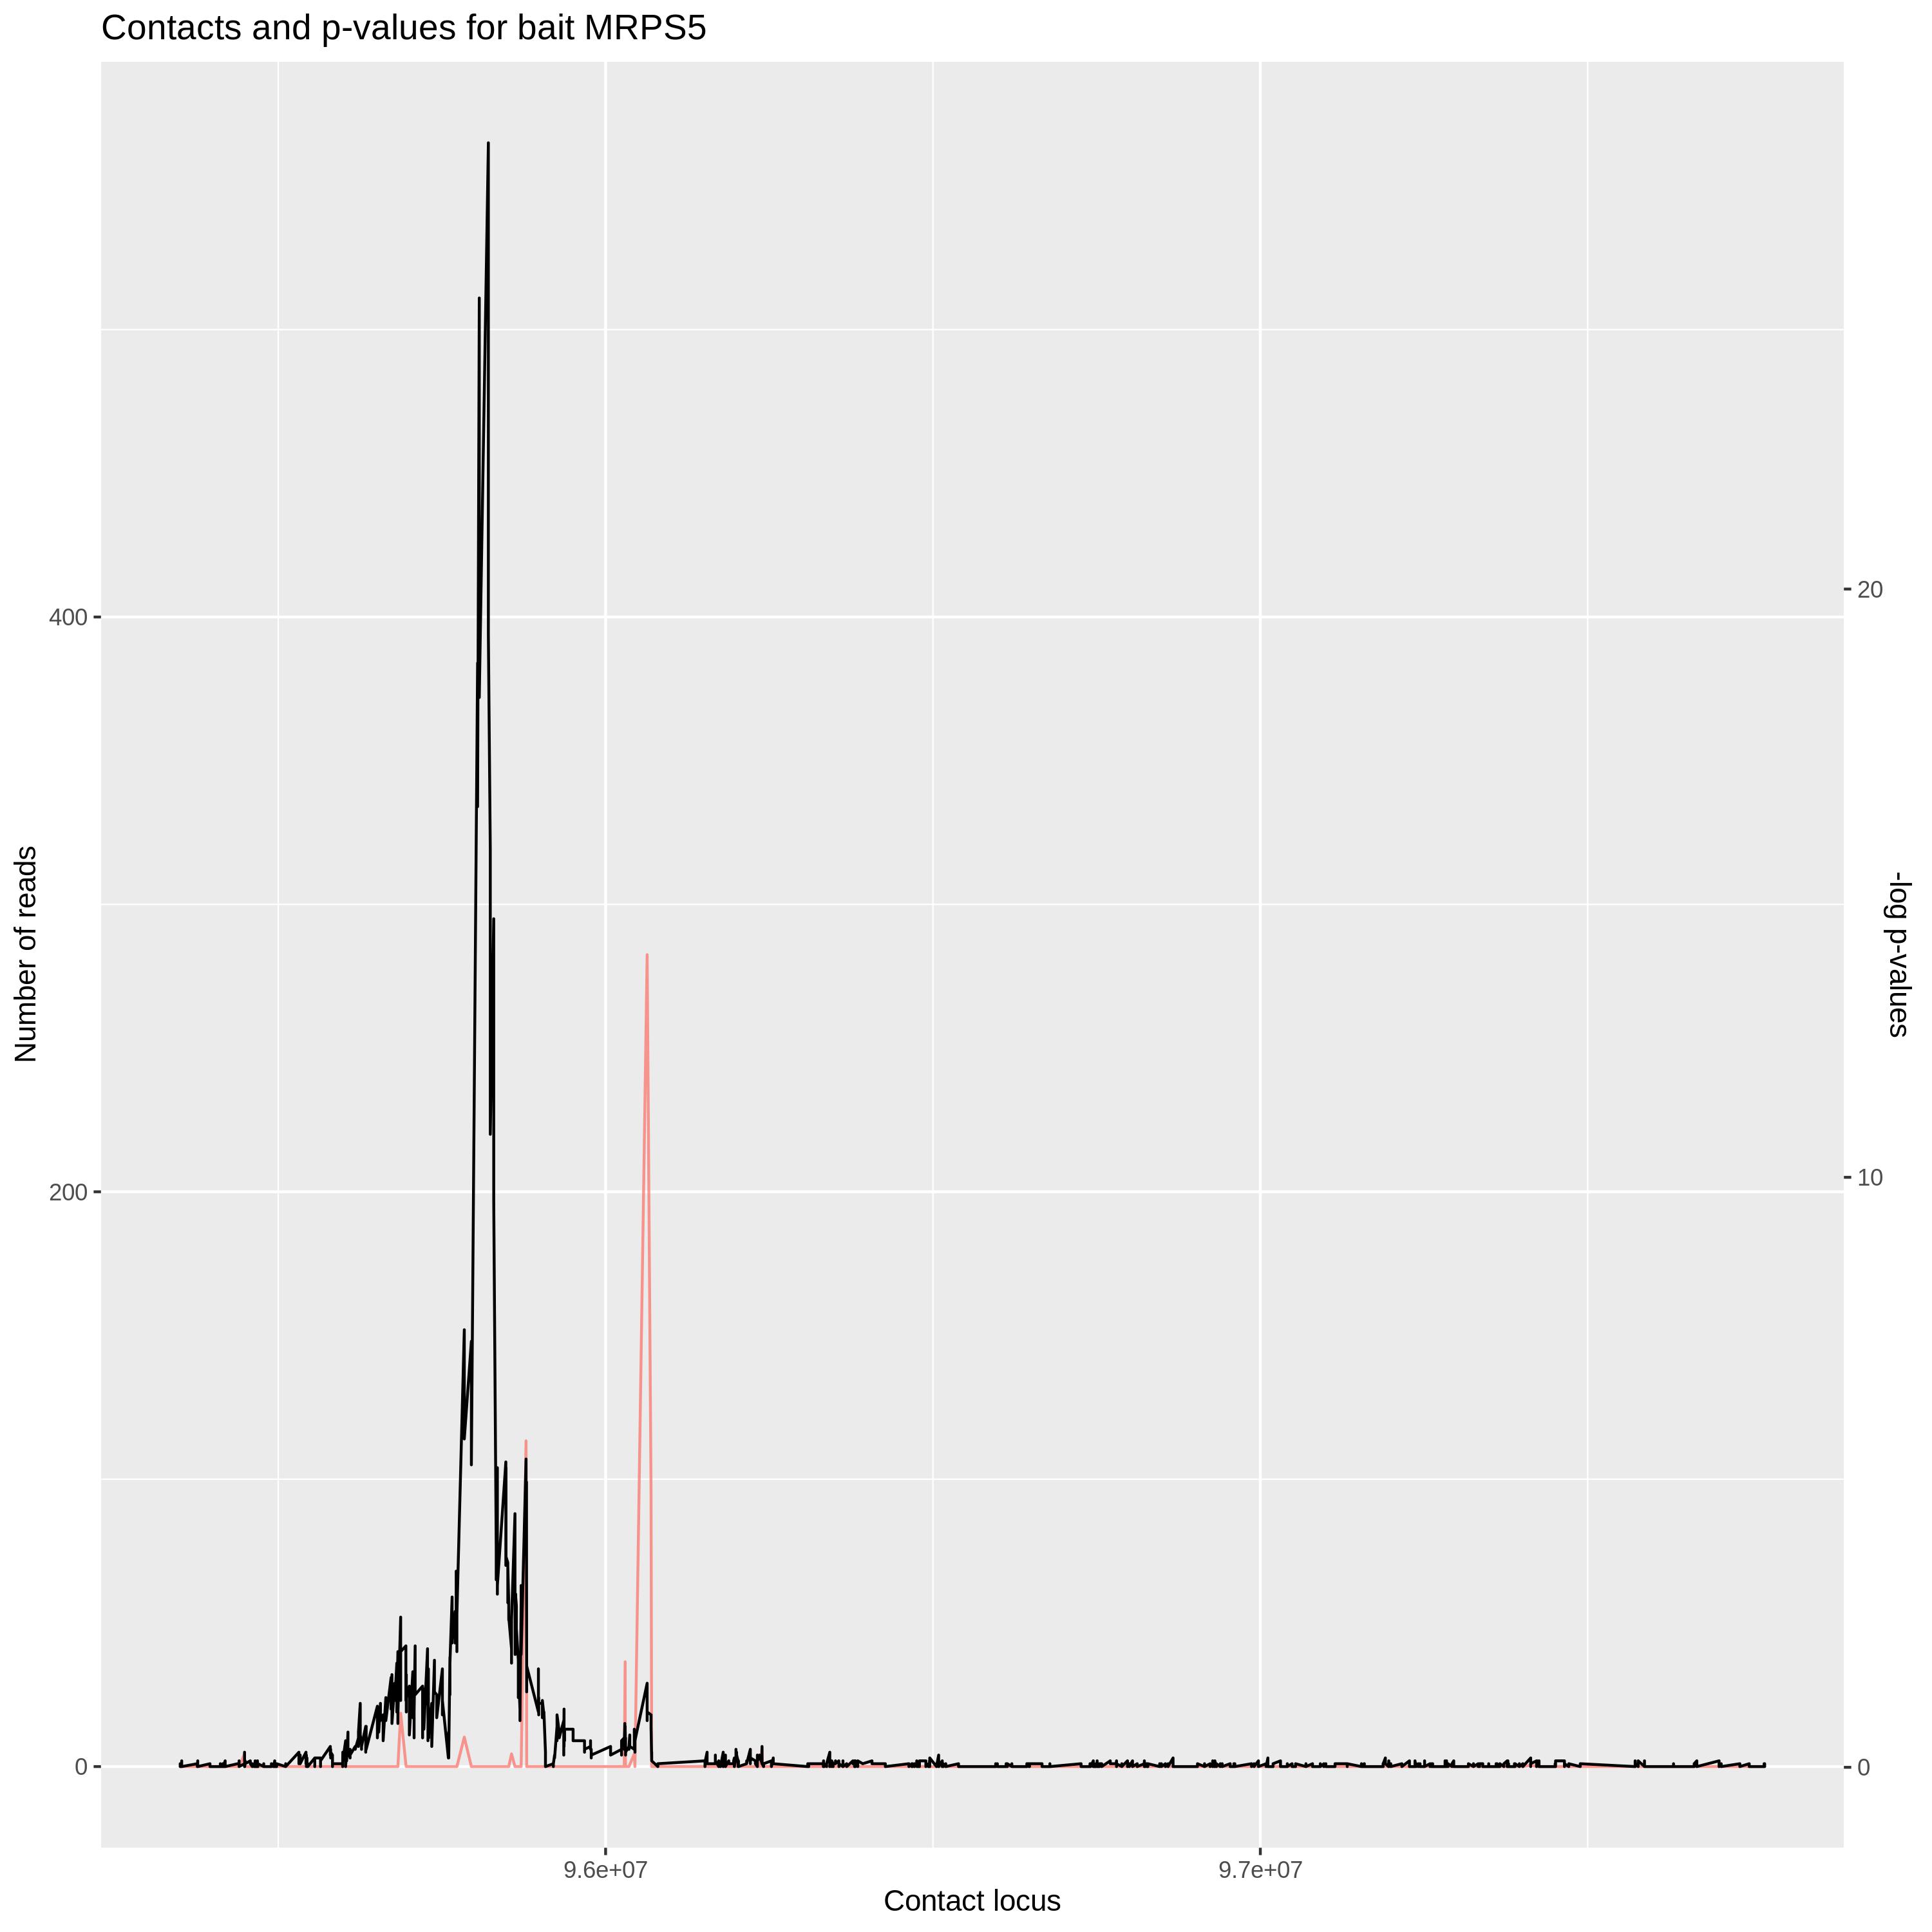 Contacts and p-values for bait MRPS5
Number of reads
400
200
0
20
10
0
-log p-values
9.6e+07
9.7e+07
Contact locus